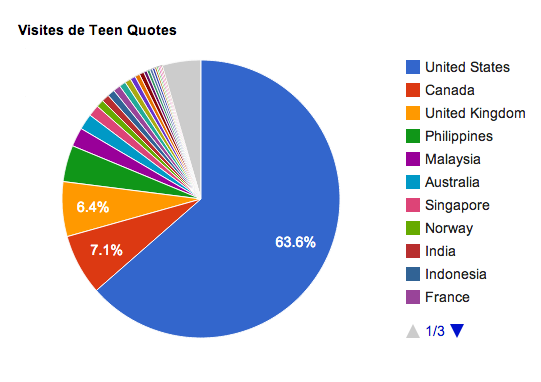 Visites de Teen Quotes
United States
Canada
United Kingdom
Philippines
Malaysia
Australia
Singapore
Norway
India
Indonesia
France
1/3
6.4%
7.1%
63.6%